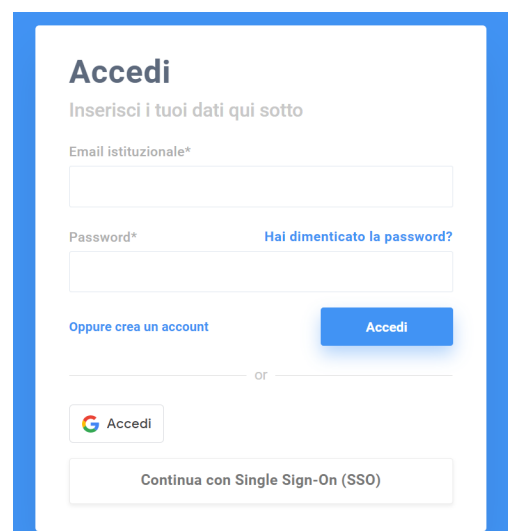 Accedi
Inserisci i tuoi dati qui sotto
Email istituzionale*
Password* Hai dimenticato la password?
Oppure crea un account Accedi
or
Accedi
Continua con Single Sign-On (SSO)